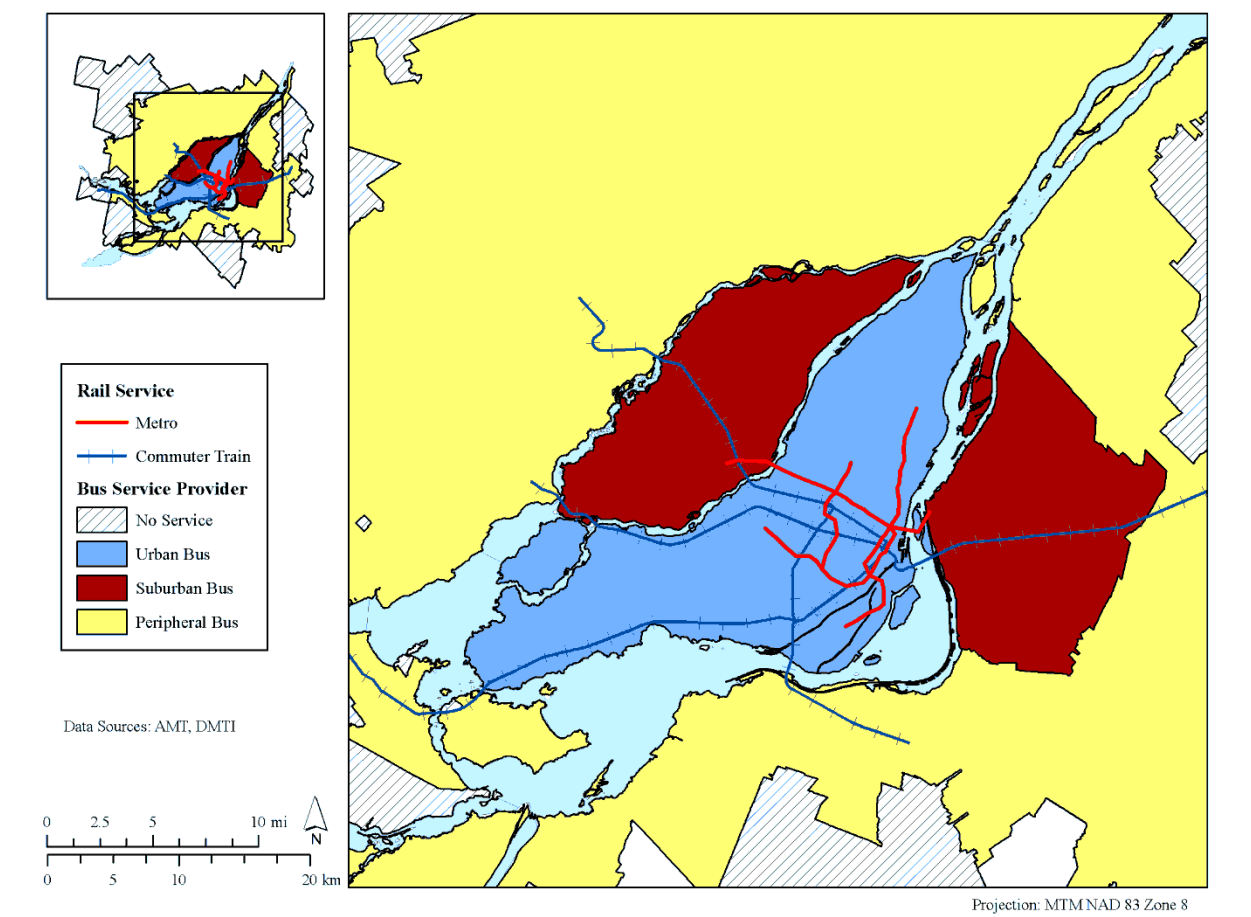 Rail Service
Metro
Commuter Train
Bus Service Provider
No Service
Urban Bus
Suburban Bus
Peripheral Bus
Data Sources: AMT, DMTI
0 2.5 5 10 mi
N
0 5 10 20 km
Projection: MTM NAD 83 Zone 8